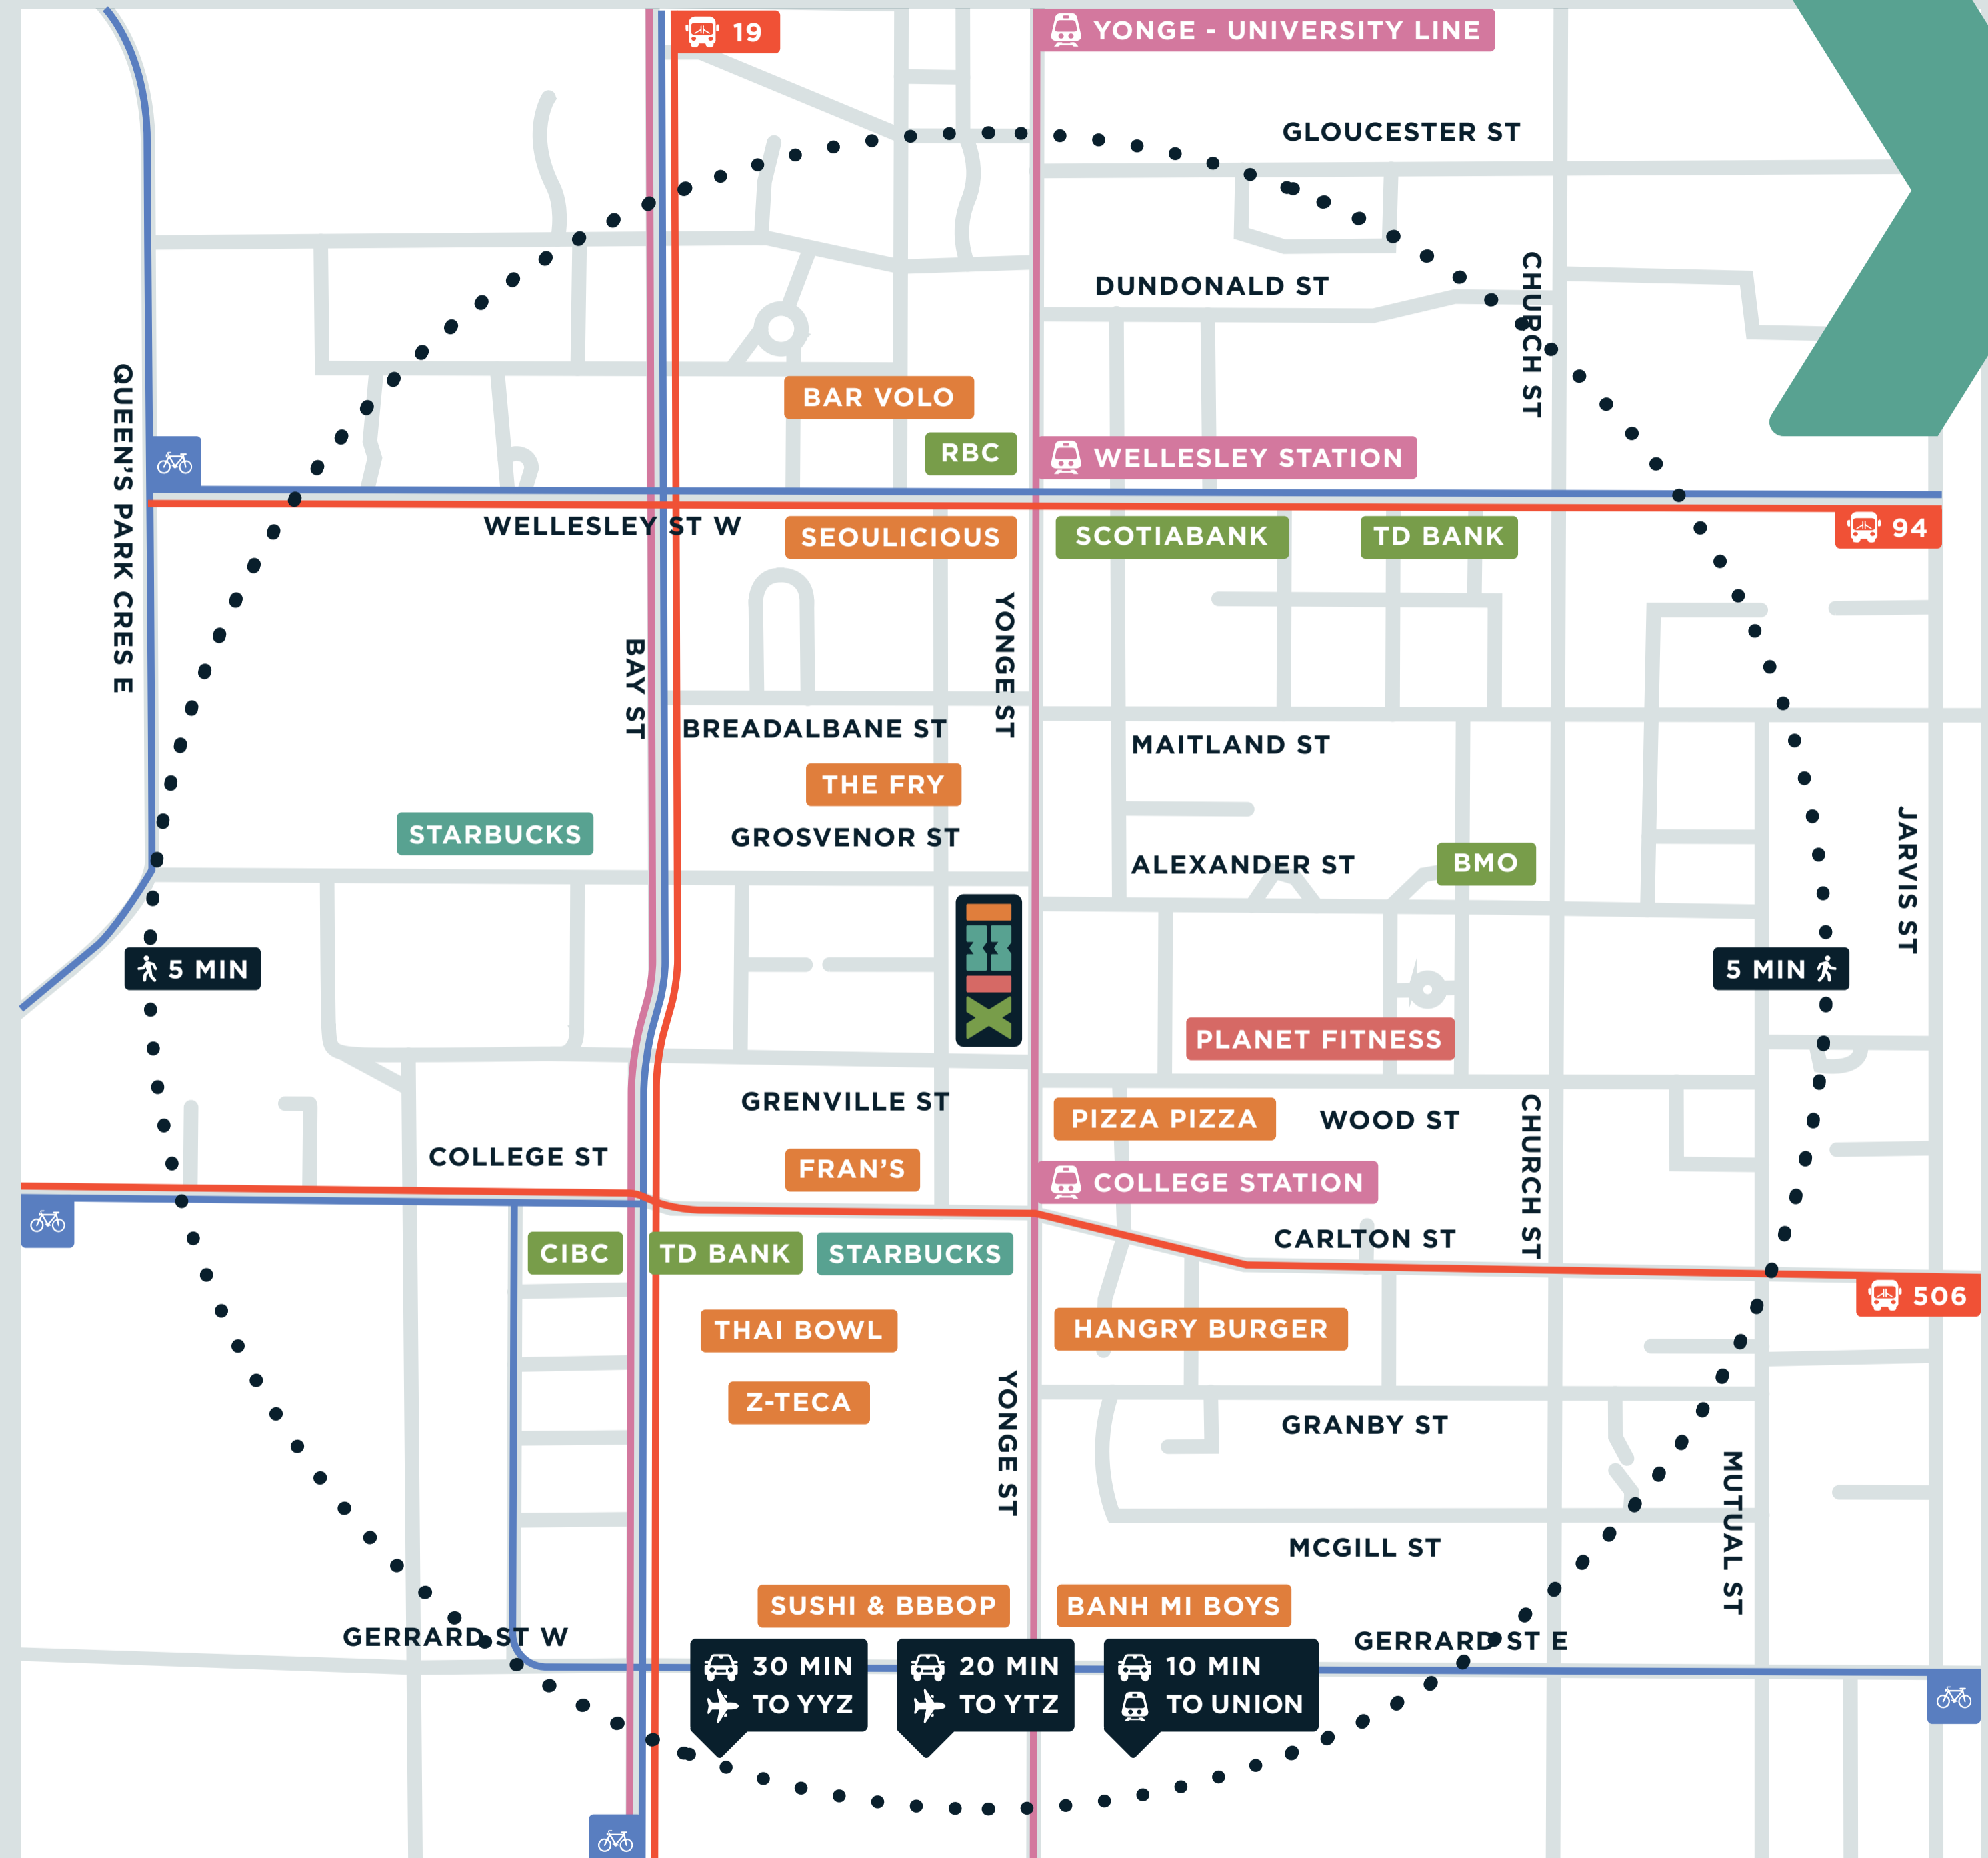 19
YONGE - UNIVERSITY LINE
GLOUCESTER ST
DUNDONALD ST
CHURCH ST
QUEEN'S PARK CRES E
BAR VOLO
RBC
WELLESLEY STATION
WELLESLEY ST W
SEOULICIOUS
SCOTIABANK
TD BANK
94
BAY ST
YONGE ST
BREADALBANE ST
MAITLAND ST
THE FRY
STARBUCKS
GROSVENOR ST
ALEXANDER ST
BMO
JARVIS ST
5 MIN
5 MIN
PLANET FITNESS
GRENVILLE ST
PIZZA PIZZA
WOOD ST
CHURCH ST
COLLEGE ST
FRAN'S
COLLEGE STATION
CARLTON ST
CIBC
TD BANK
STARBUCKS
506
THAI BOWL
HANGRY BURGER
Z-TECA
YONGE ST
GRANBY ST
MUTUAL ST
MCGILL ST
SUSHI & BBBOP
BANH MI BOYS
GERRARD ST W
GERRARD ST E
30 MIN
TO YYZ
20 MIN
TO YTZ
10 MIN
TO UNION